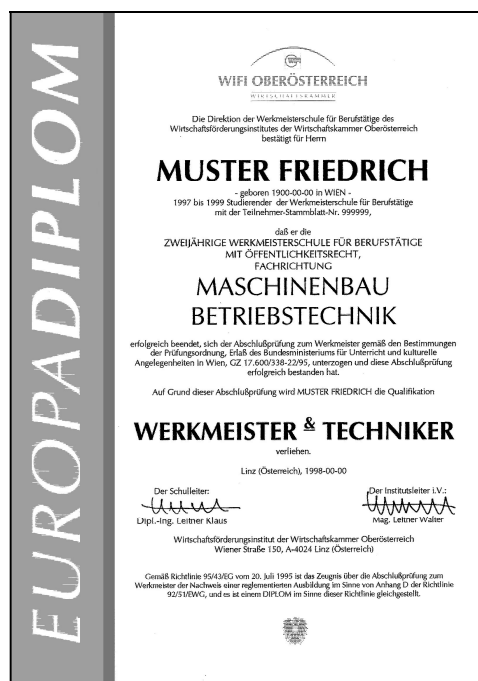 EUROPADIPLOM
WIFI OBERÖSTERREICH
WIRTSCHAFTSKAMMER
Die Direktion der Werkmeisterschule für Berufstätige des
Wirtschaftsförderungsinstitutes der Wirtschaftskammer Oberösterreich
bestätigt für Herrn
MUSTER FRIEDRICH
- geboren 1900-00-00 in WIEN -
1997 bis 1999 Studierender der Werkmeisterschule für Berufstätige
mit der Teilnehmer-Stammblatt-Nr. 999999,
daß er die
ZWEIJÄHRIGE WERKMEISTERSCHULE FÜR BERUFSTÄTIGE
MIT ÖFFENTLICHKEITSRECHT,
FACHRICHTUNG
MASCHINENBAU
BETRIEBSTECHNIK
erfolgreich beendet, sich der Abschlußprüfung zum Werkmeister gemäß den Bestimmungen
der Prüfungsordnung, Erlaß des Bundesministeriums für Unterricht und kulturelle
Angelegenheiten in Wien, GZ 17.600/338-22/95, unterzogen und diese Abschlußprüfung
erfolgreich bestanden hat.
Auf Grund dieser Abschlußprüfung wird MUSTER FRIEDRICH die Qualifikation
WERKMEISTER & TECHNIKER
verliehen.
Linz (Österreich), 1998-00-00
Der Schulleiter: Der Institutsleiter i.V.:
Dipl.-Ing. Leitner Klaus Mag. Leitner Walter
Wirtschaftsförderungsinstitut der Wirtschaftskammer Oberösterreich
Wiener Straße 150, A-4024 Linz (Österreich)
Gemäß Richtlinie 95/43/EG vom 20. Juli 1995 ist das Zeugnis über die Abschlußprüfung zum
Werkmeister der Nachweis einer reglementierten Ausbildung im Sinne von Anhang D der Richtlinie
92/51/EWG, und es ist einem DIPLOM im Sinne dieser Richtlinie gleichgestellt.